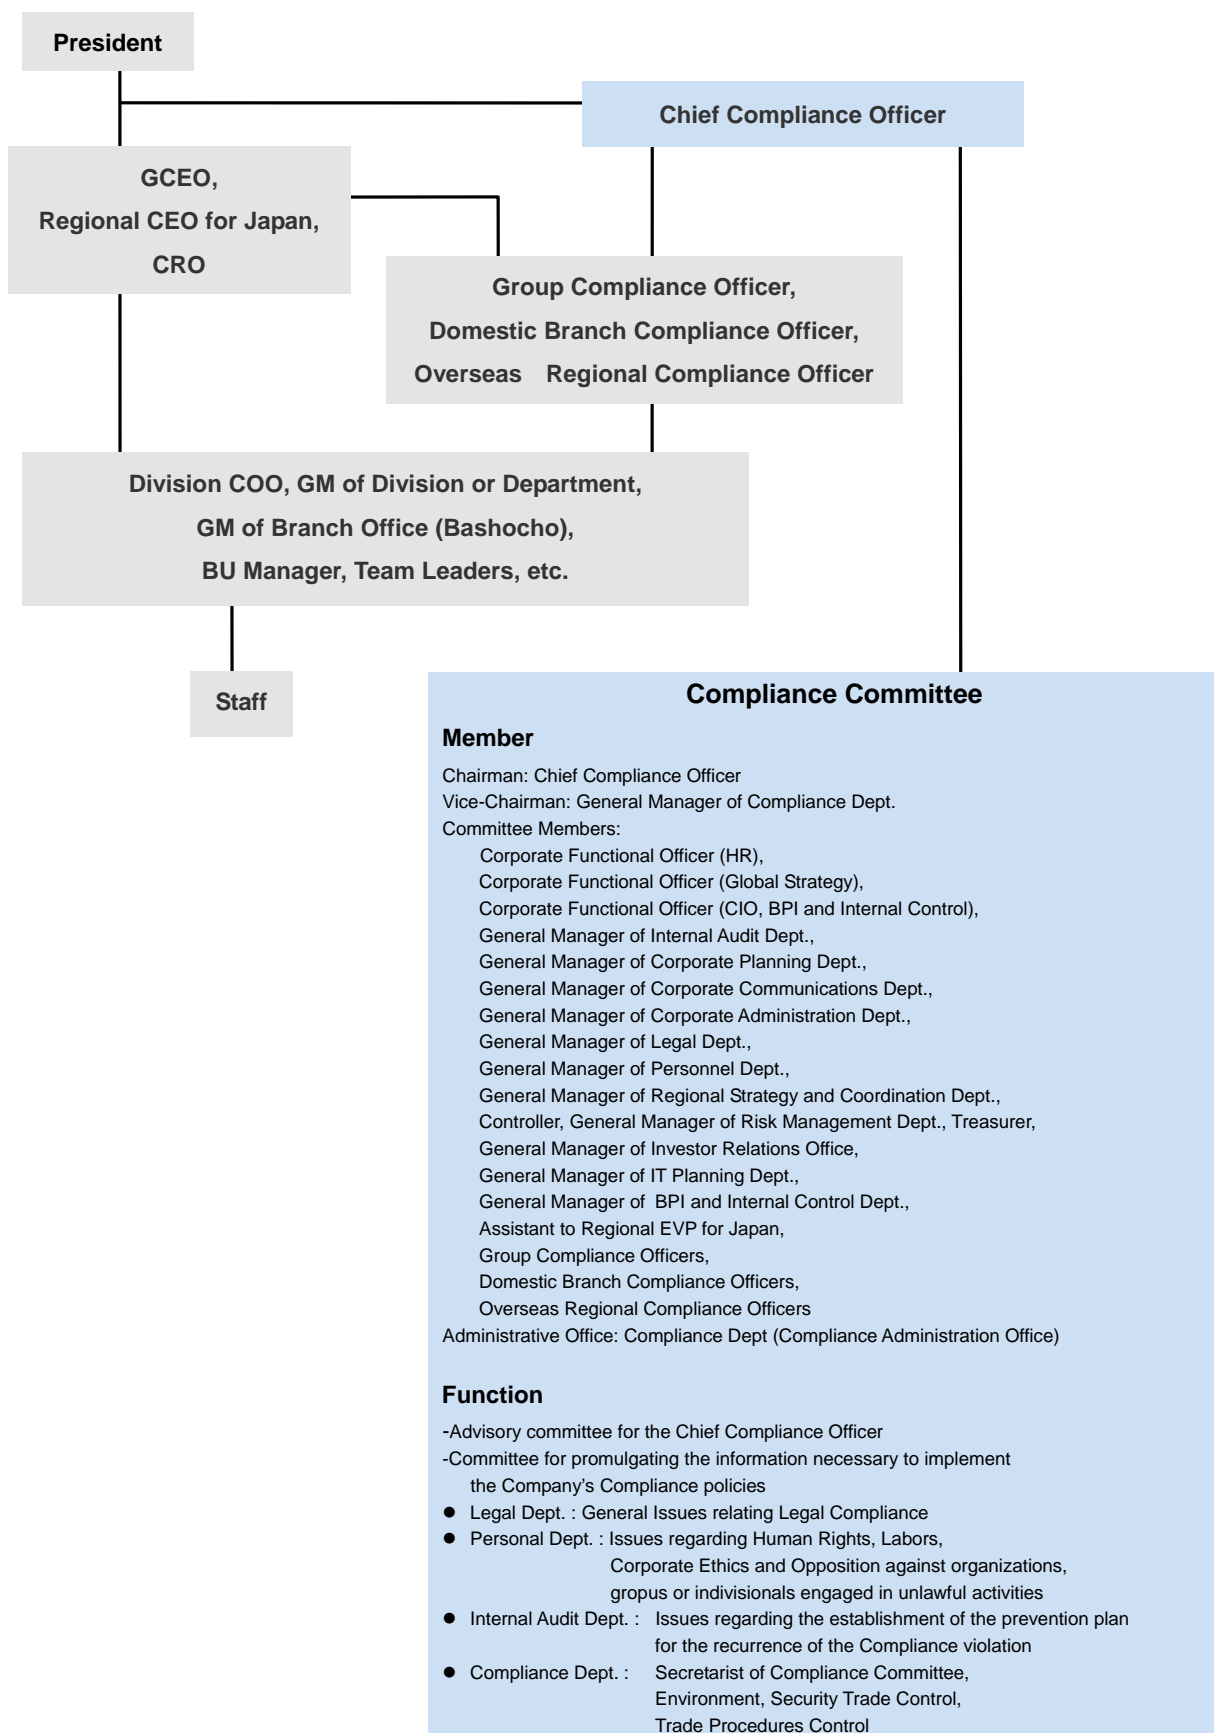 President
Chief Compliance Officer
GCEO,
Regional CEO for Japan,
CRO
Group Compliance Officer,
Domestic Branch Compliance Officer,
Overseas Regional Compliance Officer
Division COO, GM of Division or Department,
GM of Branch Office (Bashocho),
BU Manager, Team Leaders, etc.
Staff
Compliance Committee
Member
Chairman: Chief Compliance Officer
Vice-Chairman: General Manager of Compliance Dept.
Committee Members:
Corporate Functional Officer (HR),
Corporate Functional Officer (Global Strategy),
Corporate Functional Officer (CIO, BPI and Internal Control),
General Manager of Internal Audit Dept.,
General Manager of Corporate Planning Dept.,
General Manager of Corporate Communications Dept.,
General Manager of Corporate Administration Dept.,
General Manager of Legal Dept.,
General Manager of Personnel Dept.,
General Manager of Regional Strategy and Coordination Dept.,
Controller, General Manager of Risk Management Dept., Treasurer,
General Manager of Investor Relations Office,
General Manager of IT Planning Dept.,
General Manager of BPI and Internal Control Dept.,
Assistant to Regional EVP for Japan,
Group Compliance Officers,
Domestic Branch Compliance Officers,
Overseas Regional Compliance Officers
Administrative Office: Compliance Dept (Compliance Administration Office)
Function
-Advisory committee for the Chief Compliance Officer
-Committee for promulgating the information necessary to implement
the Company's Compliance policies
● Legal Dept. : General Issues relating Legal Compliance
● Personal Dept. : Issues regarding Human Rights, Labors,
Corporate Ethics and Opposition against organizations,
gropus or indivisionals engaged in unlawful activities
● Internal Audit Dept. : Issues regarding the establishment of the prevention plan
for the recurrence of the Compliance violation
● Compliance Dept. : Secretarist of Compliance Committee,
Environment, Security Trade Control,
Trade Procedures Control